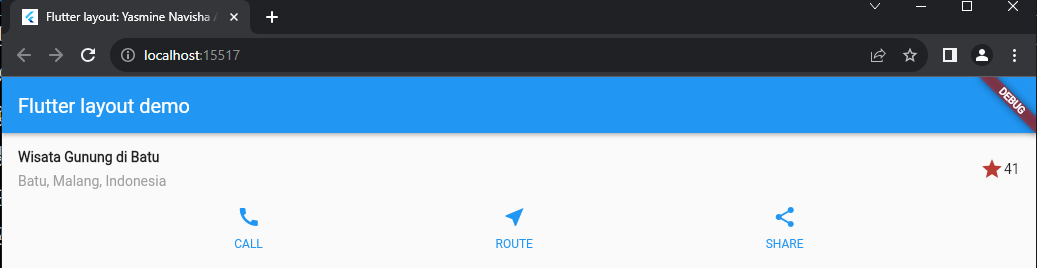 Flutter layout: Yasmine Navisha A
localhost:15517
Flutter layout demo
DEBUG
Wisata Gunung di Batu
Batu, Malang, Indonesia
41
CALL ROUTE SHARE